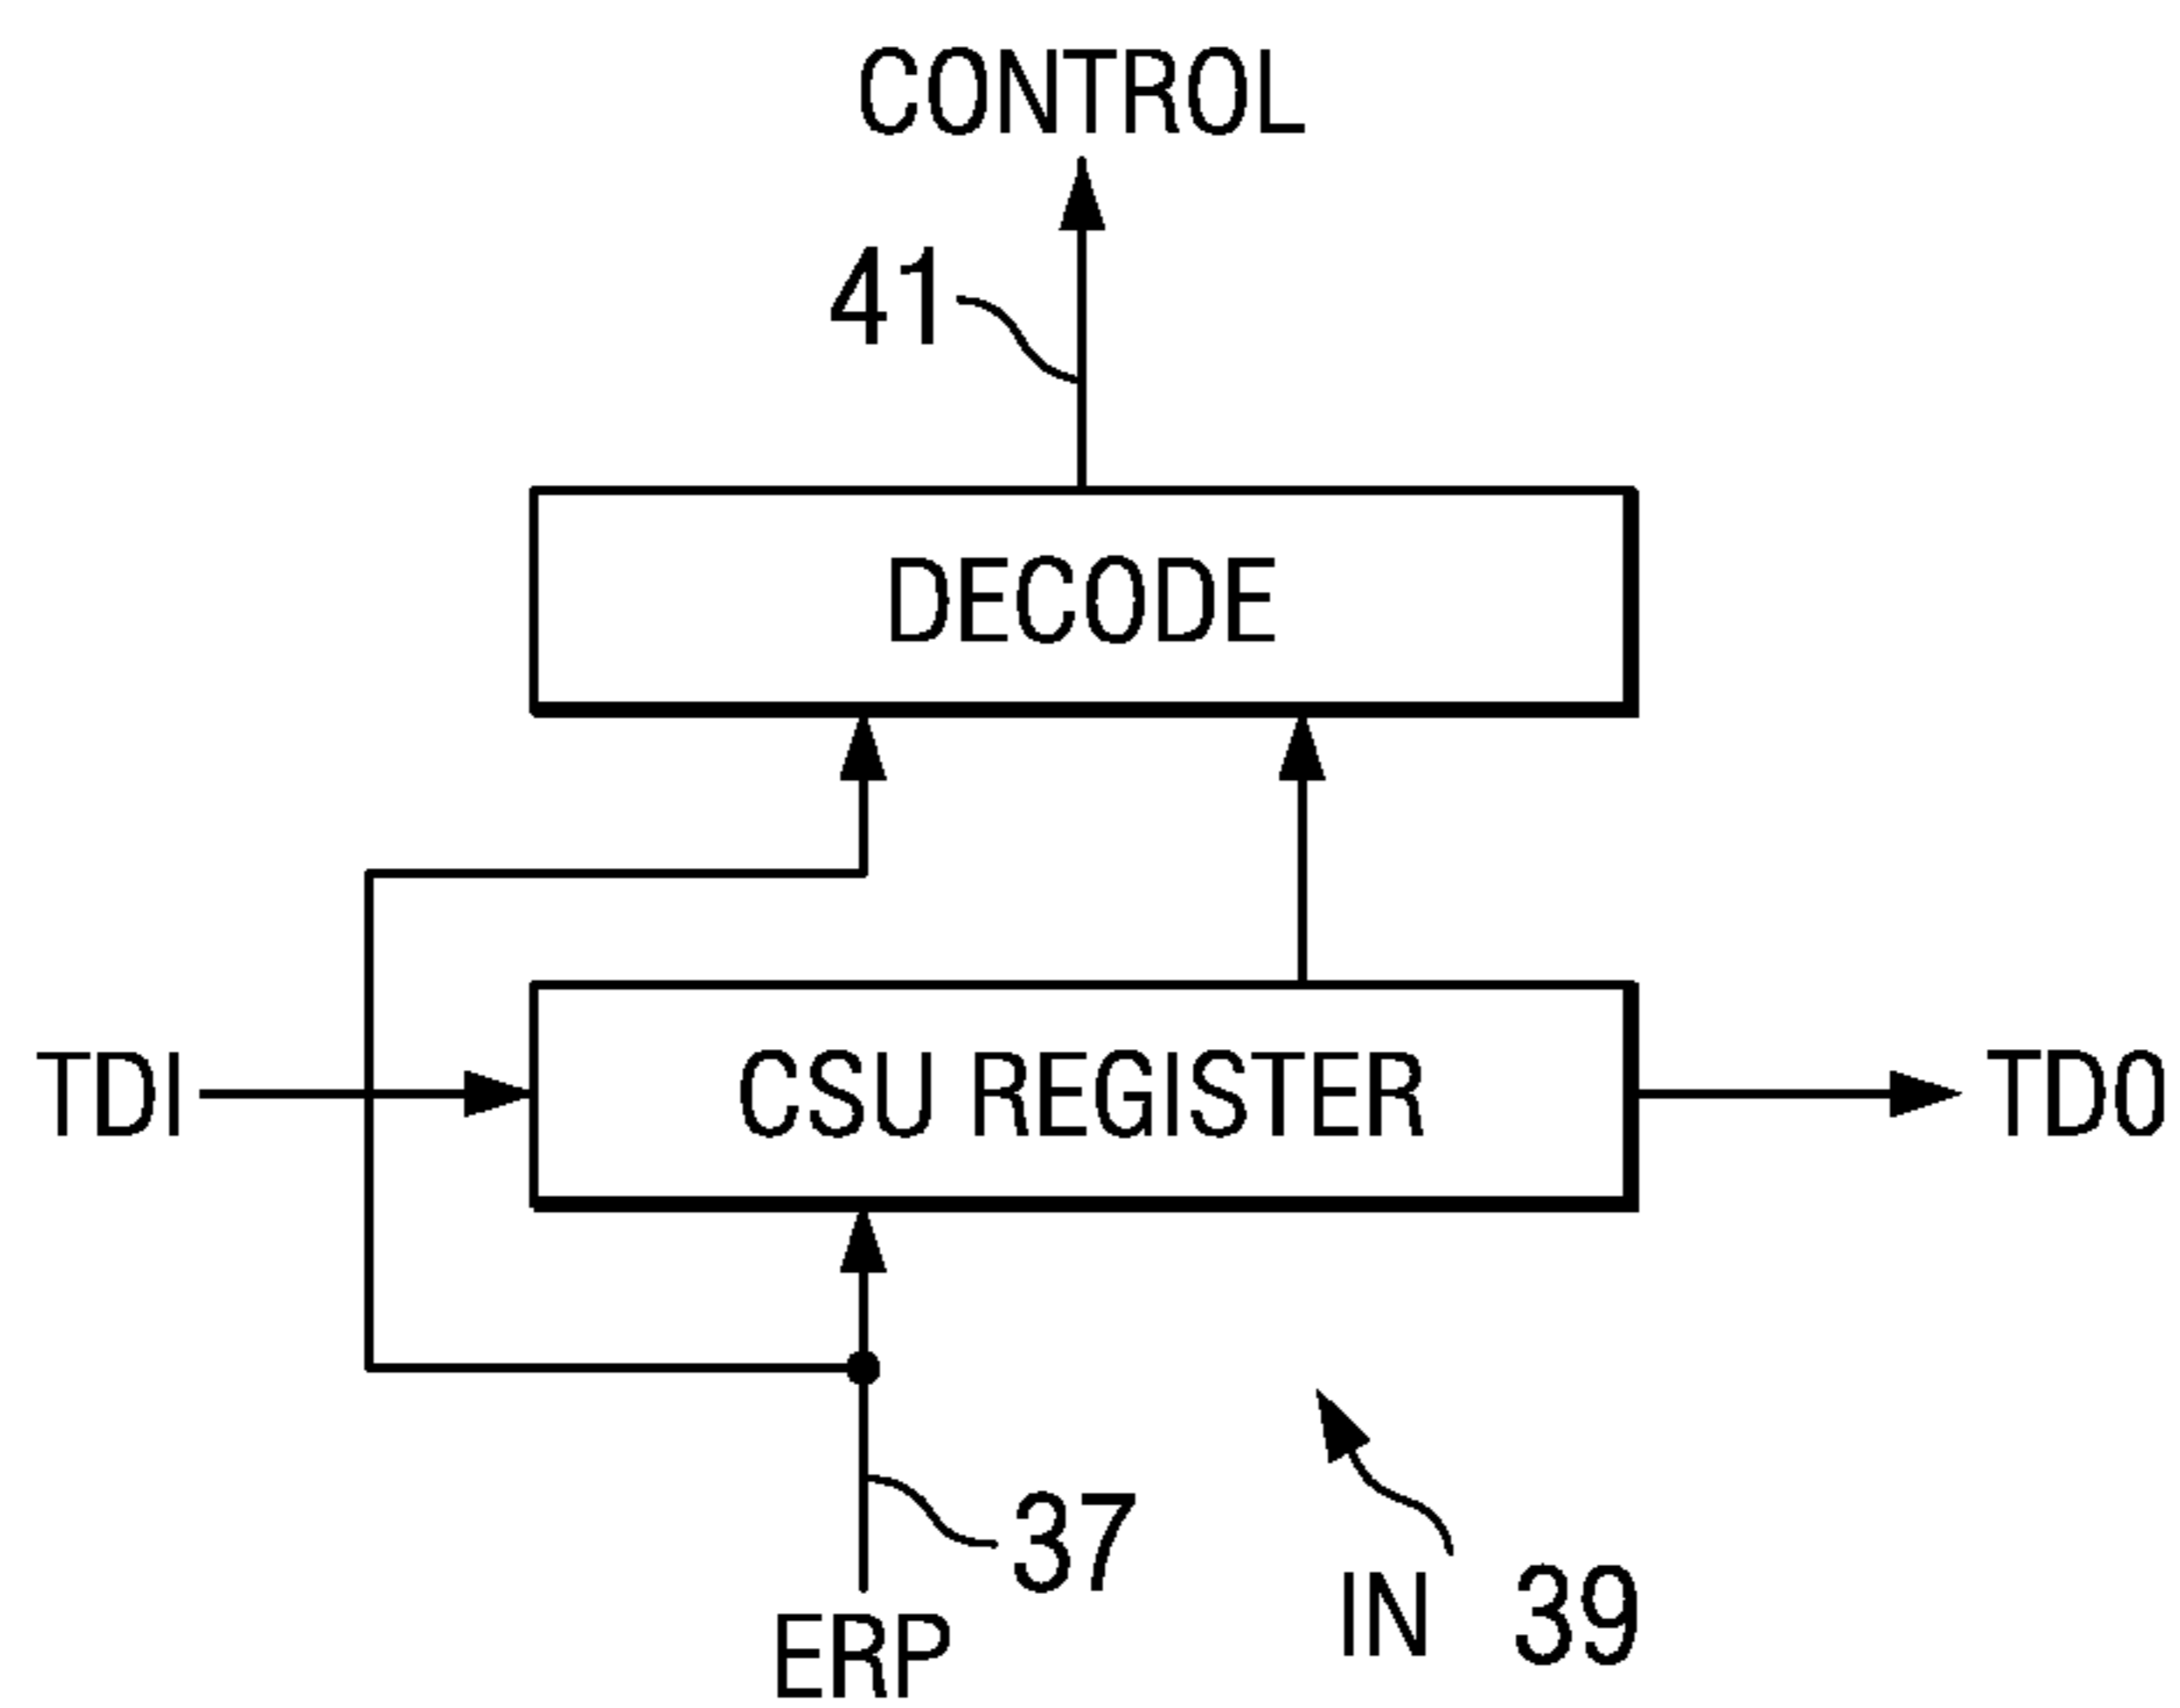 CONTROL
41
DECODE
TDI
CSU REGISTER
TDO
37
ERP
IN 39